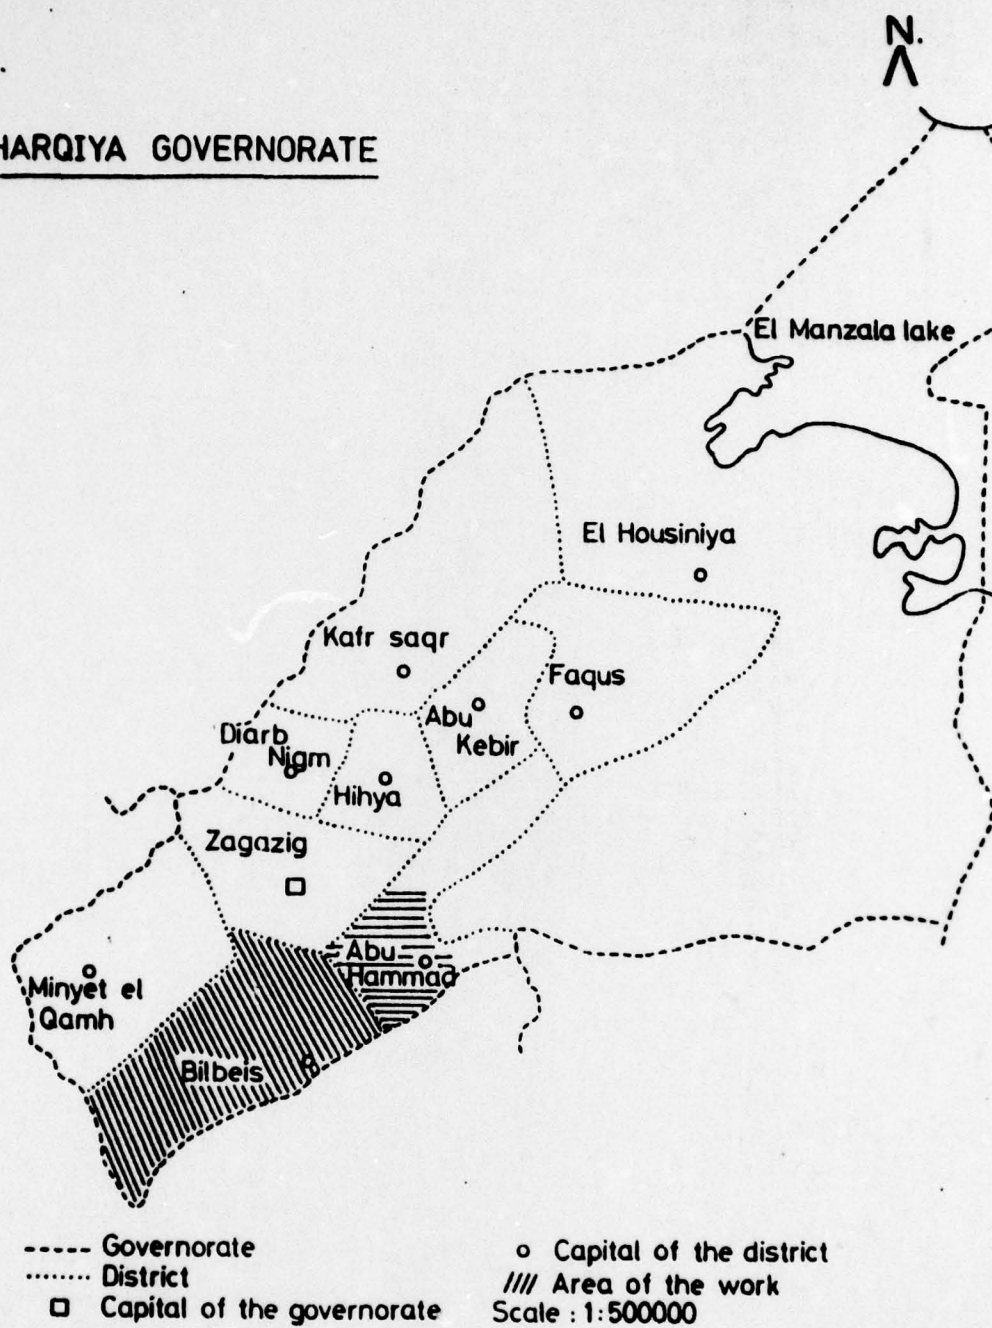 N.
HARQIYA GOVERNORATE
El Manzala lake
El Housiniya
Kafr saqr
Faqus
Abu
Kebir
Diarb
Nigm
Hihya
Zagazig
Abu
Hammad
Minyet el
Qamh
Bilbeis
Governorate
District
Capital of the governorate
Capital of the district
Area of the work
Scale : 1:500000